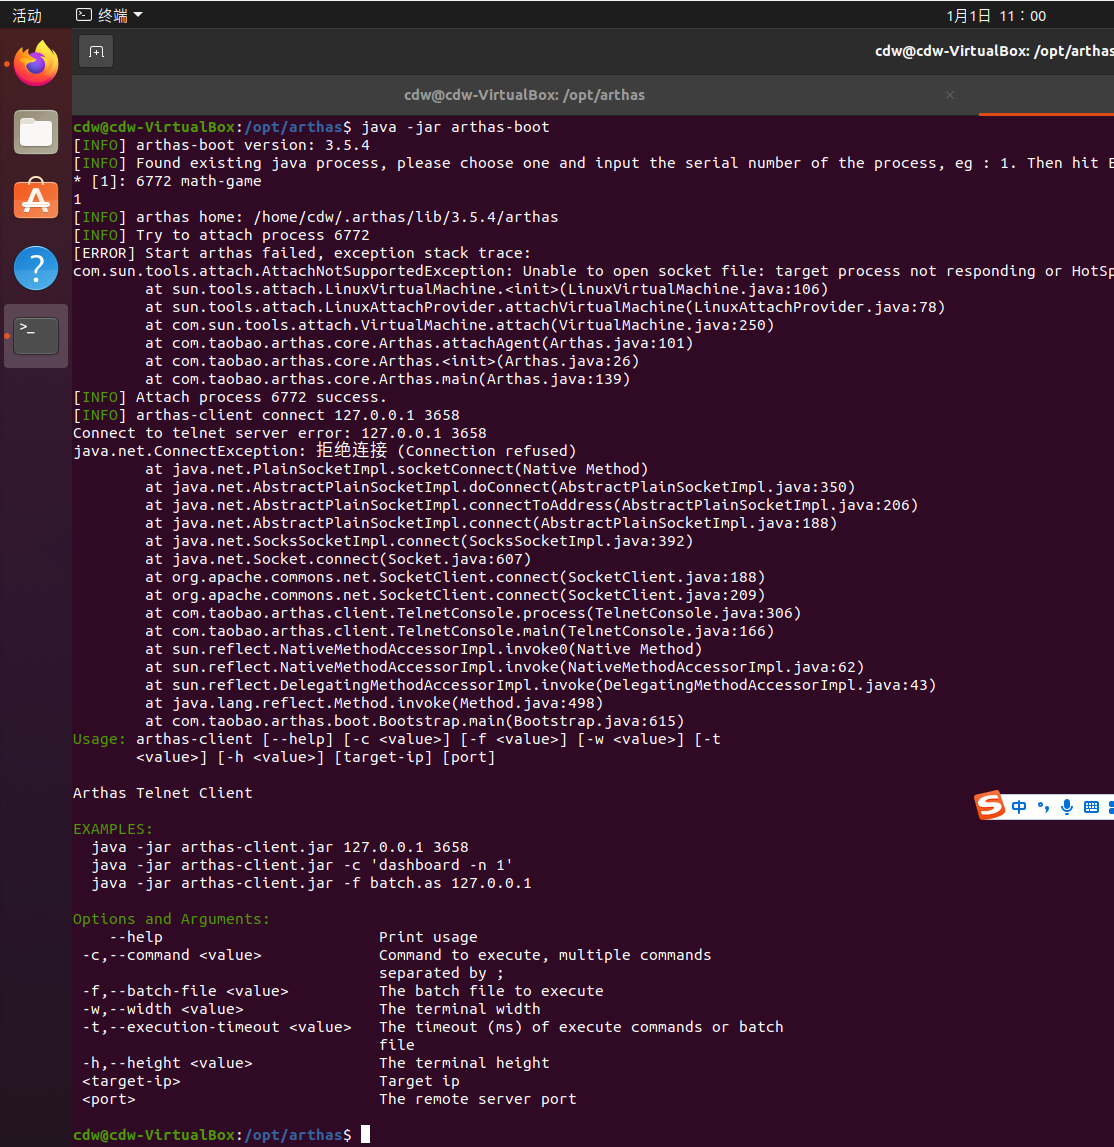 活动
终端
1月1日 11:00
cdw@cdw-VirtualBox: /opt/arthas
cdw@cdw-VirtualBox: /opt/arthas
cdw@cdw-VirtualBox:/opt/arthas$ java -jar arthas-boot
[INFO] arthas-boot version: 3.5.4
[INFO] Found existing java process, please choose one and input the serial number of the process, eg : 1. Then hit E
* [1]: 6772 math-game
1
[INFO] arthas home: /home/cdw/.arthas/lib/3.5.4/arthas
[INFO] Try to attach process 6772
[ERROR] Start arthas failed, exception stack trace:
com.sun.tools.attach.AttachNotSupportedException: Unable to open socket file: target process not responding or HotSp
at sun.tools.attach.LinuxVirtualMachine.<init>(LinuxVirtualMachine.java:106)
at sun.tools.attach.LinuxAttachProvider.attachVirtualMachine(LinuxAttachProvider.java:78)
at com.sun.tools.attach.VirtualMachine.attach(VirtualMachine.java:250)
at com.taobao.arthas.core.Arthas.attachAgent(Arthas.java:101)
at com.taobao.arthas.core.Arthas.<init>(Arthas.java:26)
at com.taobao.arthas.core.Arthas.main(Arthas.java:139)
[INFO] Attach process 6772 success.
[INFO] arthas-client connect 127.0.0.1 3658
Connect to telnet server error: 127.0.0.1 3658
java.net.ConnectException: 拒绝连接 (Connection refused)
at java.net.PlainSocketImpl.socketConnect(Native Method)
at java.net.AbstractPlainSocketImpl.doConnect(AbstractPlainSocketImpl.java:350)
at java.net.AbstractPlainSocketImpl.connectToAddress(AbstractPlainSocketImpl.java:206)
at java.net.AbstractPlainSocketImpl.connect(AbstractPlainSocketImpl.java:188)
at java.net.SocksSocketImpl.connect(SocksSocketImpl.java:392)
at java.net.Socket.connect(Socket.java:607)
at org.apache.commons.net.SocketClient.connect(SocketClient.java:188)
at org.apache.commons.net.SocketClient.connect(SocketClient.java:209)
at com.taobao.arthas.client.TelnetConsole.process(TelnetConsole.java:306)
at com.taobao.arthas.client.TelnetConsole.main(TelnetConsole.java:166)
at sun.reflect.NativeMethodAccessorImpl.invoke0(Native Method)
at sun.reflect.NativeMethodAccessorImpl.invoke(NativeMethodAccessorImpl.java:62)
at sun.reflect.DelegatingMethodAccessorImpl.invoke(DelegatingMethodAccessorImpl.java:43)
at java.lang.reflect.Method.invoke(Method.java:498)
at com.taobao.arthas.boot.Bootstrap.main(Bootstrap.java:615)
Usage: arthas-client [--help] [-c <value>] [-f <value>] [-w <value>] [-t
<value>] [-h <value>] [target-ip] [port]
Arthas Telnet Client
中
EXAMPLES:
java -jar arthas-client.jar 127.0.0.1 3658
java -jar arthas-client.jar -c 'dashboard -n 1'
java -jar arthas-client.jar -f batch.as 127.0.0.1
Options and Arguments:
--help Print usage
-c,--command <value> Command to execute, multiple commands
separated by ;
-f,--batch-file <value> The batch file to execute
-w,--width <value> The terminal width
-t,--execution-timeout <value> The timeout (ms) of execute commands or batch
file
-h,--height <value> The terminal height
<target-ip> Target ip
<port> The remote server port
cdw@cdw-VirtualBox:/opt/arthas$